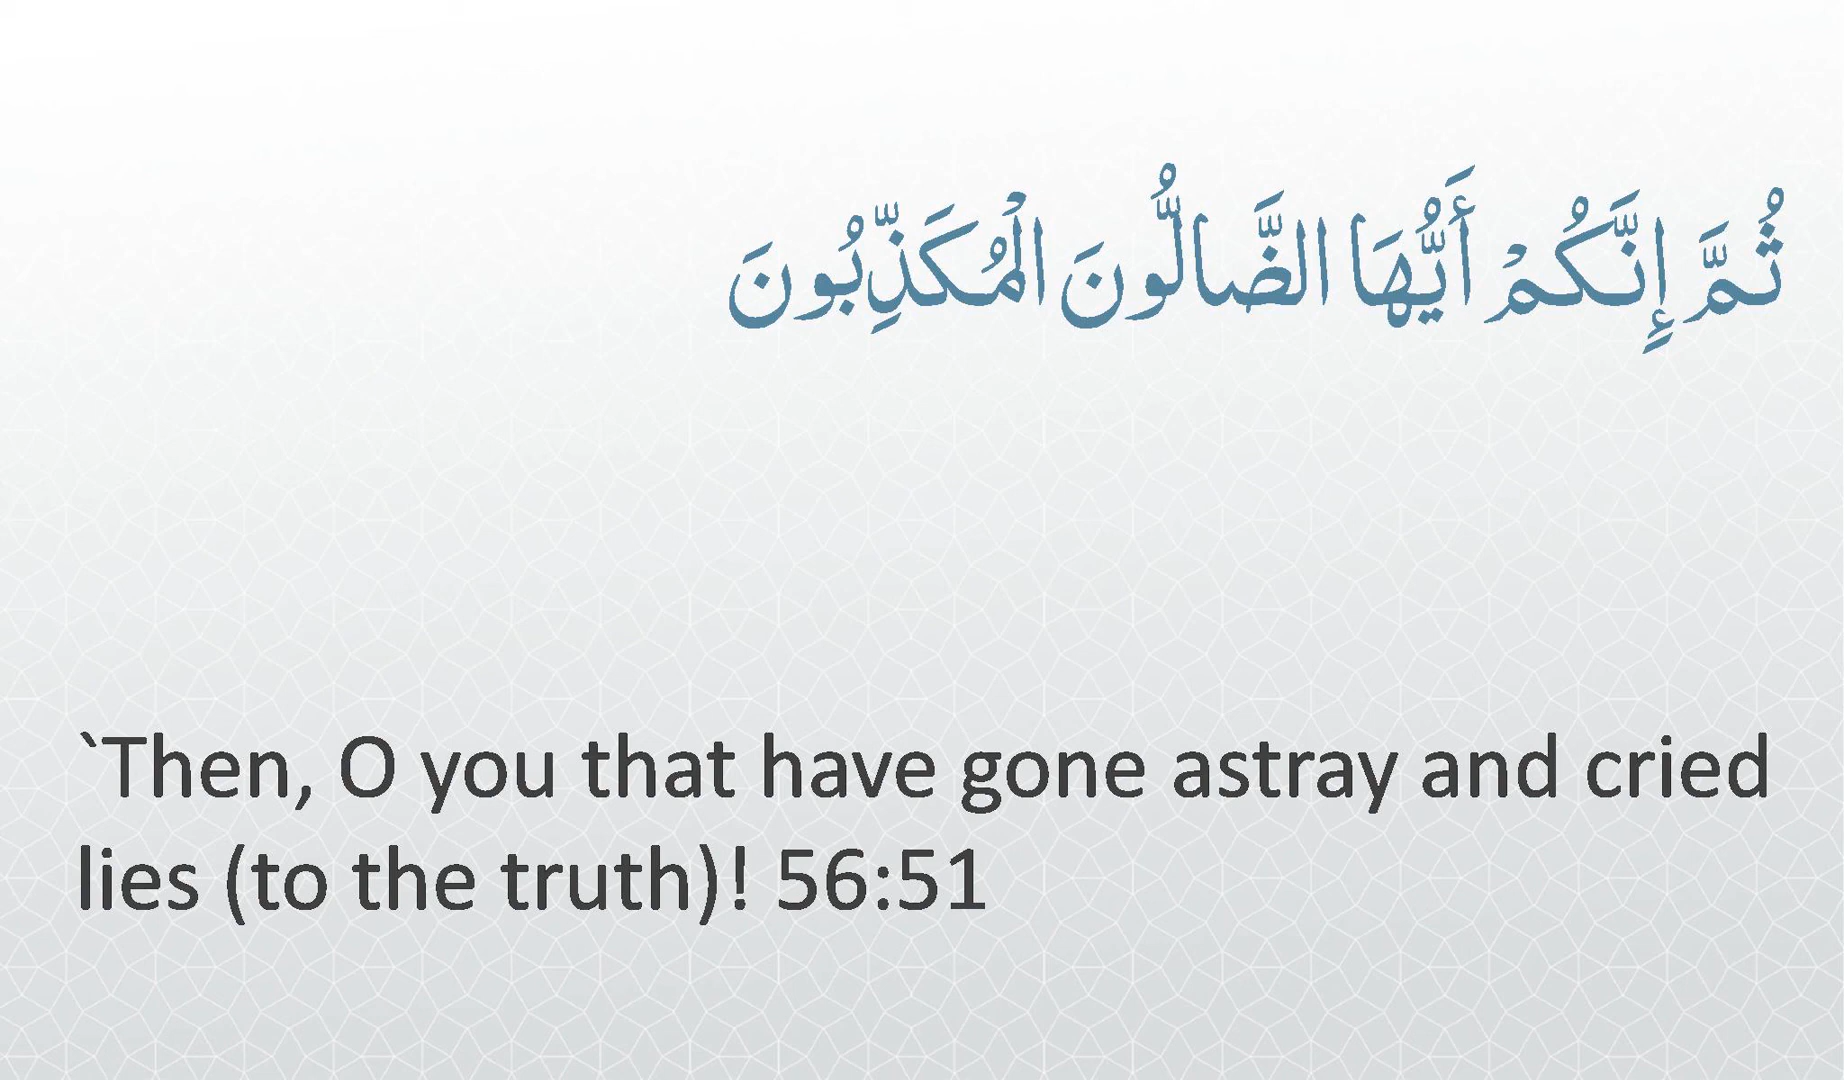 ثُمَّ إِنَّكُمْ أَيُّهَا الضَّالُّونَ الْمُكَذِّبُونَ
`Then, O you that have gone astray and cried
lies (to the truth)! 56:51